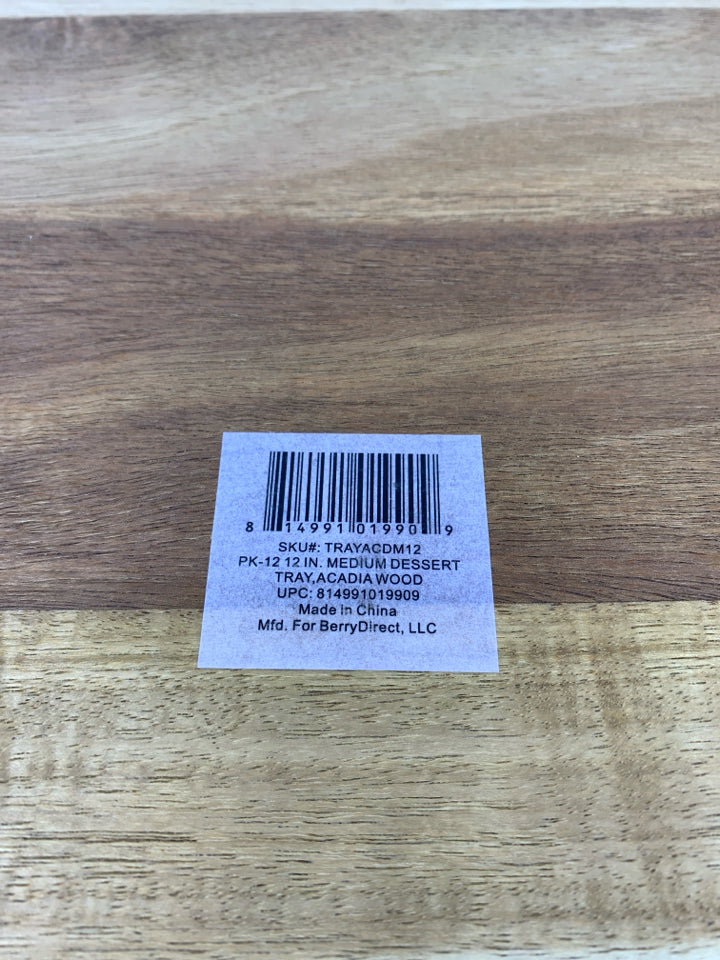 8 14991 01990 9
SKU#: TRAYACDM12
PK-12 12 IN. MEDIUM DESSERT
TRAY,ACADIA WOOD
UPC: 814991019909
Made In China
Mfd. For BerryDirect, LLC